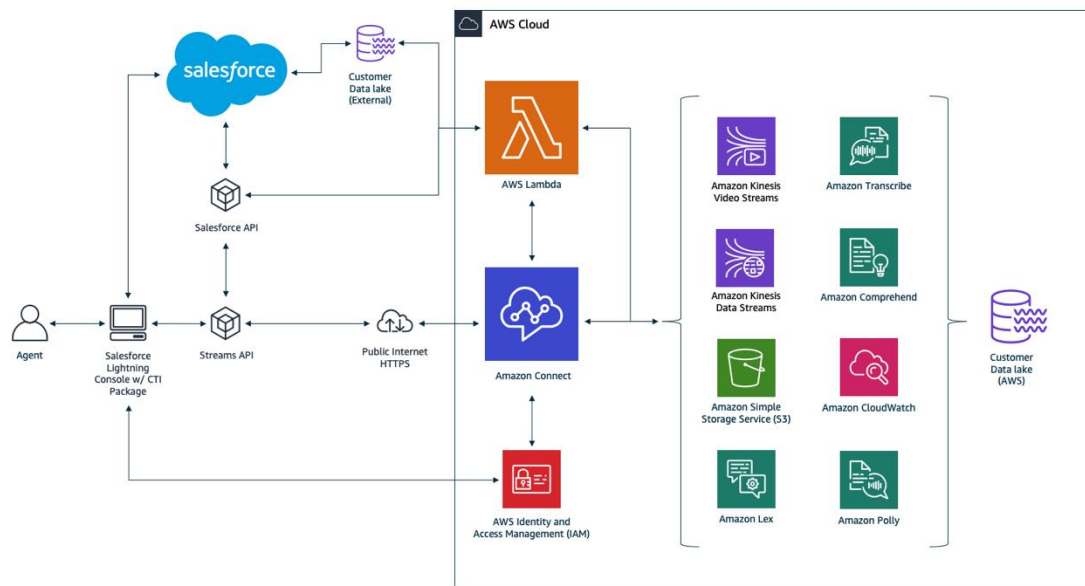 AWS Cloud
salesforce
Customer
Data lake
(External)
AWS Lambda
Salesforce API
Amazon Kinesis
Video Streams
Amazon Transcribe
Amazon Kinesis
Data Streams
Amazon Comprehend
Agent
Salesforce
Lightning
Console w/ CTI
Package
Streams API
Public Internet
HTTPS
Amazon Connect
Amazon Simple
Storage Service (S3)
Amazon CloudWatch
Customer
Data lake
(AWS)
AWS Identity and
Access Management (IAM)
Amazon Lex
Amazon Polly